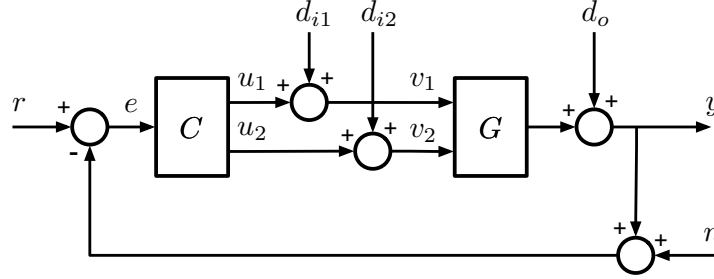 d_{i1} d_{i2} d_o
u_1 + + v_1
r + e C + + G + + y
- u_2 v_2
+ + n